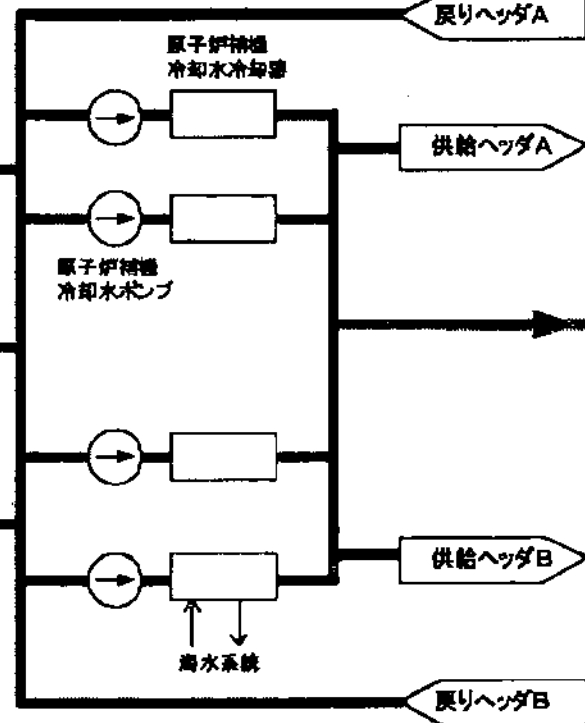 戻りヘッダA
原子炉補機
冷却水冷却器
供給ヘッダA
原子炉補機
冷却水ポンプ
供給ヘッダB
海水系統
戻りヘッダB